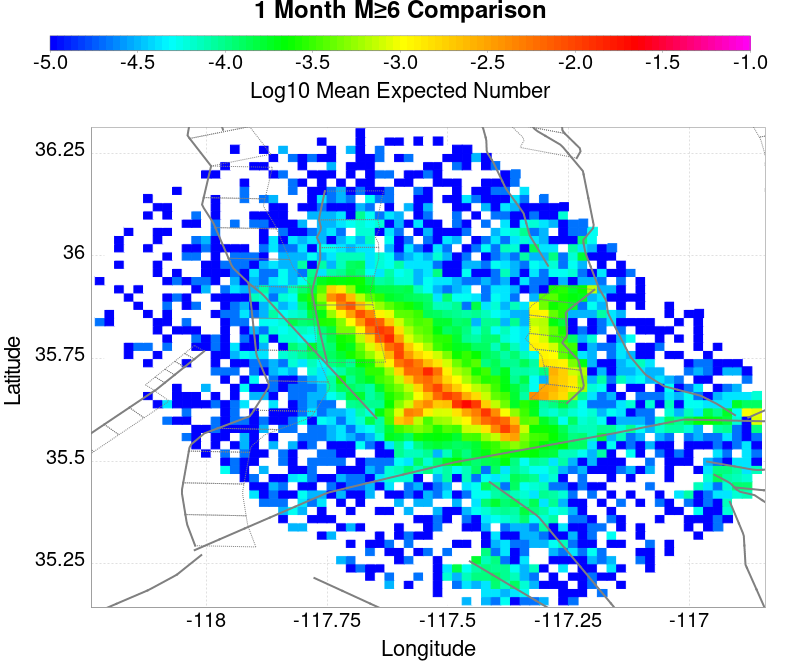 1 Month M≥6 Comparison
-5.0 -4.5 -4.0 -3.5 -3.0 -2.5 -2.0 -1.5 -1.0
Log10 Mean Expected Number
36.25
36
35.75
35.5
35.25
Latitude
-118 -117.75 -117.5 -117.25 -117
Longitude